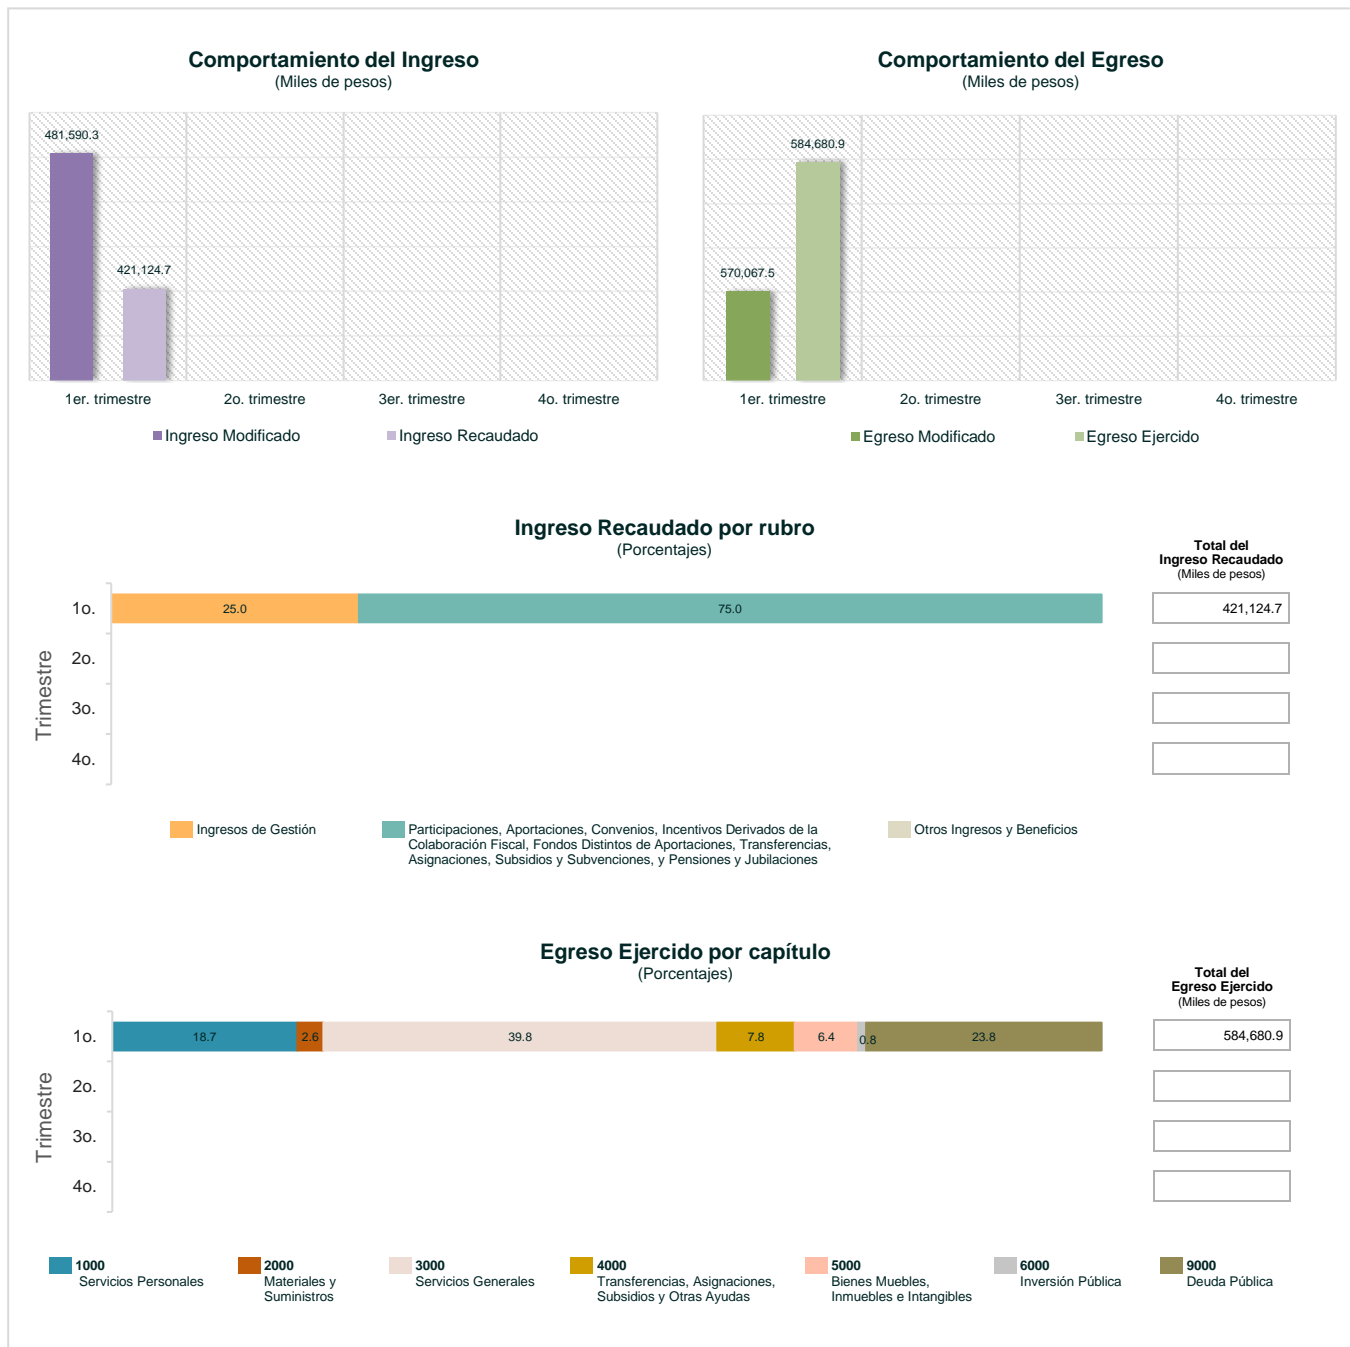 Comportamiento del Ingreso
(Miles de pesos)
481,590.3
421,124.7
1er. trimestre
2o. trimestre
3er. trimestre
4o. trimestre
Ingreso Modificado
Ingreso Recaudado
Comportamiento del Egreso
(Miles de pesos)
584,680.9
570,067.5
1er. trimestre
2o. trimestre
3er. trimestre
4o. trimestre
Egreso Modificado
Egreso Ejercido
Ingreso Recaudado por rubro
(Porcentajes)
Total del
Ingreso Recaudado
(Miles de pesos)
Trimestre
1o.
25.0
75.0
421,124.7
2o.
3o.
4o.
Ingresos de Gestión
Participaciones, Aportaciones, Convenios, Incentivos Derivados de la
Colaboración Fiscal, Fondos Distintos de Aportaciones, Transferencias,
Asignaciones, Subsidios y Subvenciones, y Pensiones y Jubilaciones
Otros Ingresos y Beneficios
Egreso Ejercido por capítulo
(Porcentajes)
Total del
Egreso Ejercido
(Miles de pesos)
Trimestre
1o.
18.7
2.6
39.8
7.8
6.4
0.8
23.8
584,680.9
2o.
3o.
4o.
1000
Servicios Personales
2000
Materiales y
Suministros
3000
Servicios Generales
4000
Transferencias, Asignaciones,
Subsidios y Otras Ayudas
5000
Bienes Muebles,
Inmuebles e Intangibles
6000
Inversión Pública
9000
Deuda Pública